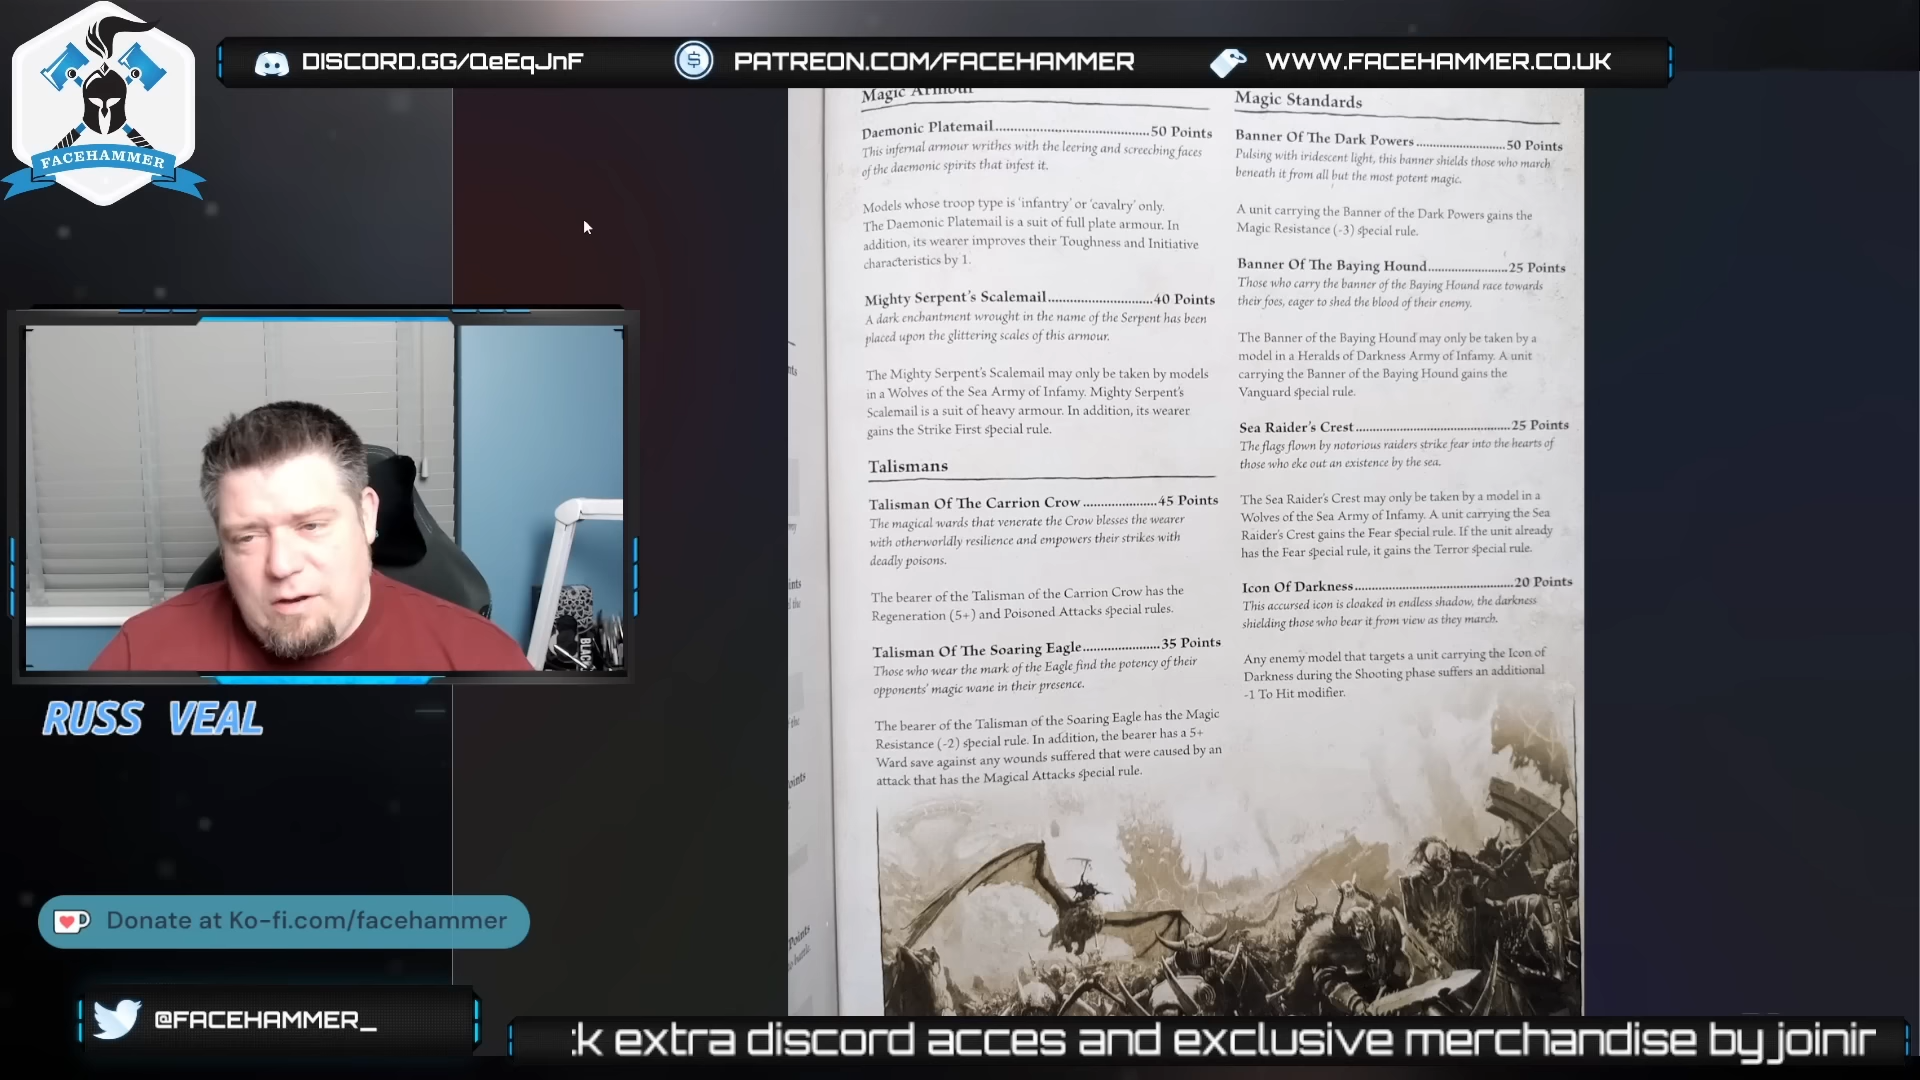 DISCORD.GG/QeEqJnF
PATREON.COM/FACEHAMMER
WWW.FACEHAMMER.CO.UK
FACEHAMMER
Magic Armour
Daemonic Platemail..........50 Points
This infernal armour writhes with the leering and screeching faces
of the daemonic spirits that infest it.
Models whose troop type is 'infantry' or 'cavalry' only.
The Daemonic Platemail is a suit of full plate armour. In
addition, its wearer improves their Toughness and Initiative
characteristics by 1.
Mighty Serpent's Scalemail..........40 Points
A dark enchantment wrought in the name of the Serpent has been
placed upon the glittering scales of this armour.
The Mighty Serpent's Scalemail may only be taken by models
in a Wolves of the Sea Army of Infamy. Mighty Serpent's
Scalemail is a suit of heavy armour. In addition, its wearer
gains the Strike First special rule.
Talismans
Talisman Of The Carrion Crow..........45 Points
The magical wards that venerate the Crow blesses the wearer
with otherworldly resilience and empowers their strikes with
deadly poisons.
The bearer of the Talisman of the Carrion Crow has the
Regeneration (5+) and Poisoned Attacks special rules.
Talisman Of The Soaring Eagle..........35 Points
Those who wear the mark of the Eagle find the potency of their
opponents' magic wane in their presence.
The bearer of the Talisman of the Soaring Eagle has the Magic
Resistance (-2) special rule. In addition, the bearer has a 5+
Ward save against any wounds suffered that were caused by an
attack that has the Magical Attacks special rule.
Magic Standards
Banner Of The Dark Powers..........50 Points
Pulsing with iridescent light, this banner shields those who march
beneath it from all but the most potent magic.
A unit carrying the Banner of the Dark Powers gains the
Magic Resistance (-3) special rule.
Banner Of The Baying Hound..........25 Points
Those who carry the banner of the Baying Hound race towards
their foes, eager to shed the blood of their enemy.
The Banner of the Baying Hound may only be taken by a
model in a Heralds of Darkness Army of Infamy. A unit
carrying the Banner of the Baying Hound gains the
Vanguard special rule.
Sea Raider's Crest..........25 Points
The flags flown by notorious raiders strike fear into the hearts of
those who eke out an existence by the sea.
The Sea Raider's Crest may only be taken by a model in a
Wolves of the Sea Army of Infamy. A unit carrying the Sea
Raider's Crest gains the Fear special rule. If the unit already
has the Fear special rule, it gains the Terror special rule.
Icon Of Darkness..........20 Points
This accursed icon is cloaked in endless shadow, the darkness
shielding those who bear it from view as they march.
Any enemy model that targets a unit carrying the Icon of
Darkness during the Shooting phase suffers an additional
-1 To Hit modifier.
RUSS VEAL
Donate at Ko-fi.com/facehammer
@FACEHAMMER_
:k extra discord acces and exclusive merchandise by joinir